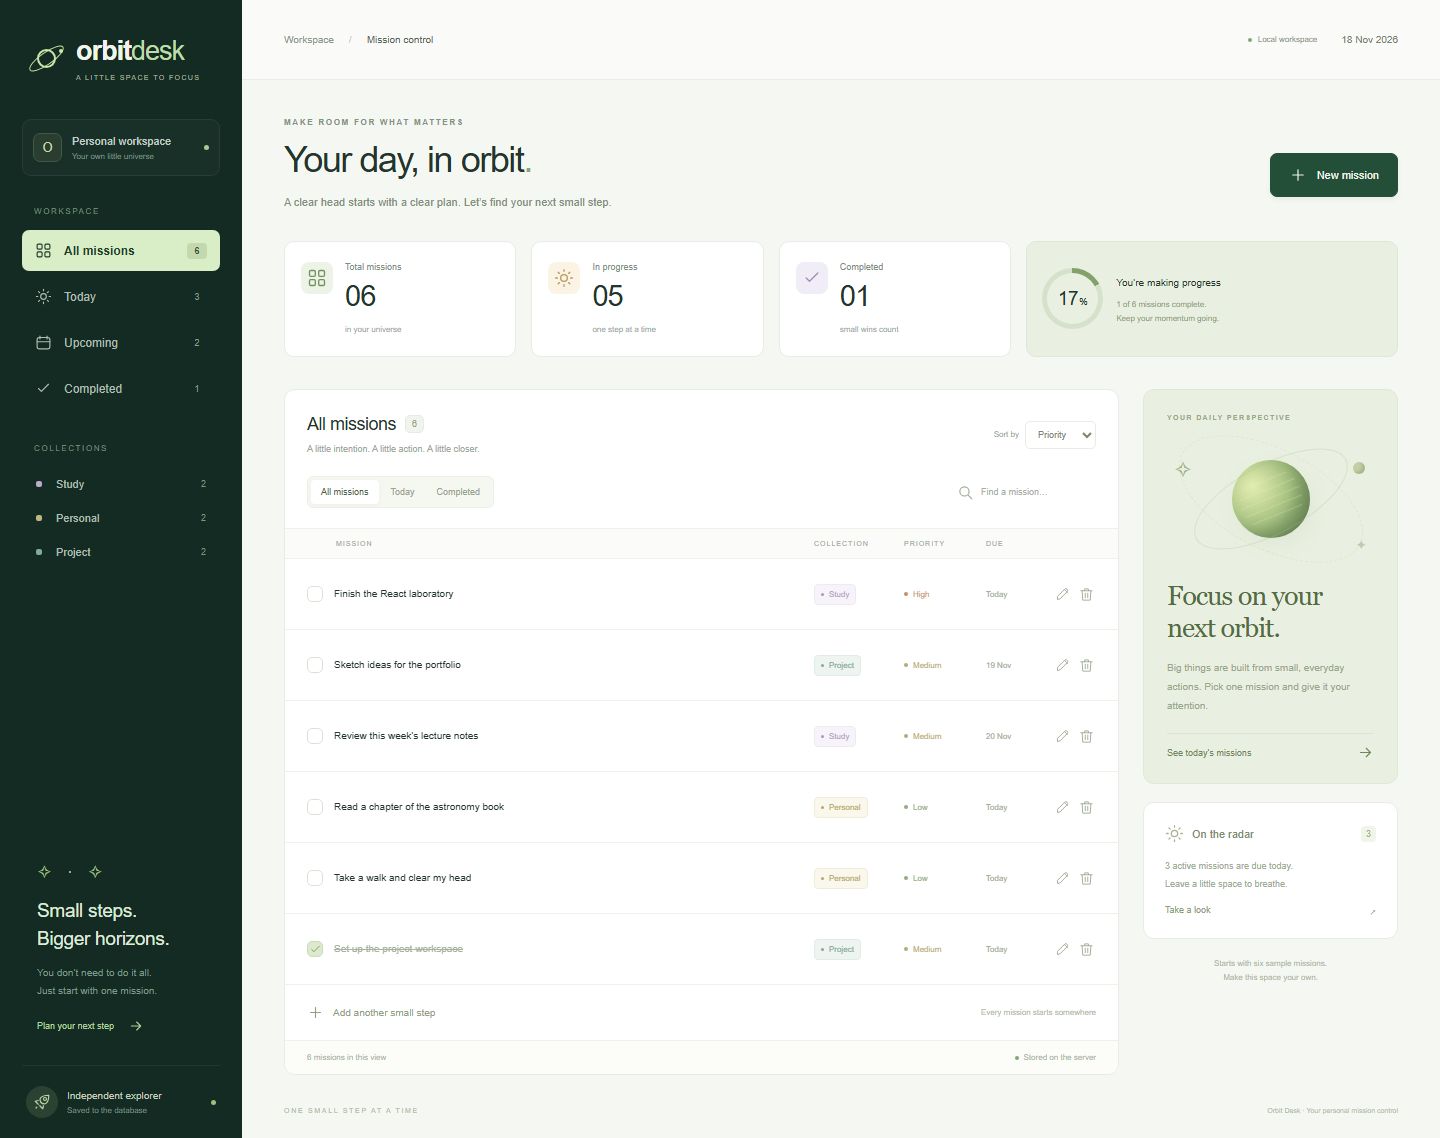 orbitdesk
A LITTLE SPACE TO FOCUS
O
Personal workspace
Your own little universe
WORKSPACE
All missions 6
Today 3
Upcoming 2
Completed 1
COLLECTIONS
Study 2
Personal 2
Project 2
Small steps.
Bigger horizons.
You don't need to do it all.
Just start with one mission.
Plan your next step
Independent explorer
Saved to the database
Workspace / Mission control
Local workspace 18 Nov 2026
MAKE ROOM FOR WHAT MATTERS
Your day, in orbit.
A clear head starts with a clear plan. Let's find your next small step.
New mission
Total missions
06
in your universe
In progress
05
one step at a time
Completed
01
small wins count
17%
You're making progress
1 of 6 missions complete.
Keep your momentum going.
All missions 6
A little intention. A little action. A little closer.
Sort by Priority
All missions Today Completed
Find a mission...
MISSION COLLECTION PRIORITY DUE
Finish the React laboratory Study High Today
Sketch ideas for the portfolio Project Medium 19 Nov
Review this week's lecture notes Study Medium 20 Nov
Read a chapter of the astronomy book Personal Low Today
Take a walk and clear my head Personal Low Today
Set up the project workspace Project Medium Today
Add another small step Every mission starts somewhere
6 missions in this view Stored on the server
YOUR DAILY PERSPECTIVE
Focus on your
next orbit.
Big things are built from small, everyday
actions. Pick one mission and give it your
attention.
See today's missions
On the radar 3
3 active missions are due today.
Leave a little space to breathe.
Take a look
Starts with six sample missions.
Make this space your own.
ONE SMALL STEP AT A TIME
Orbit Desk · Your personal mission control